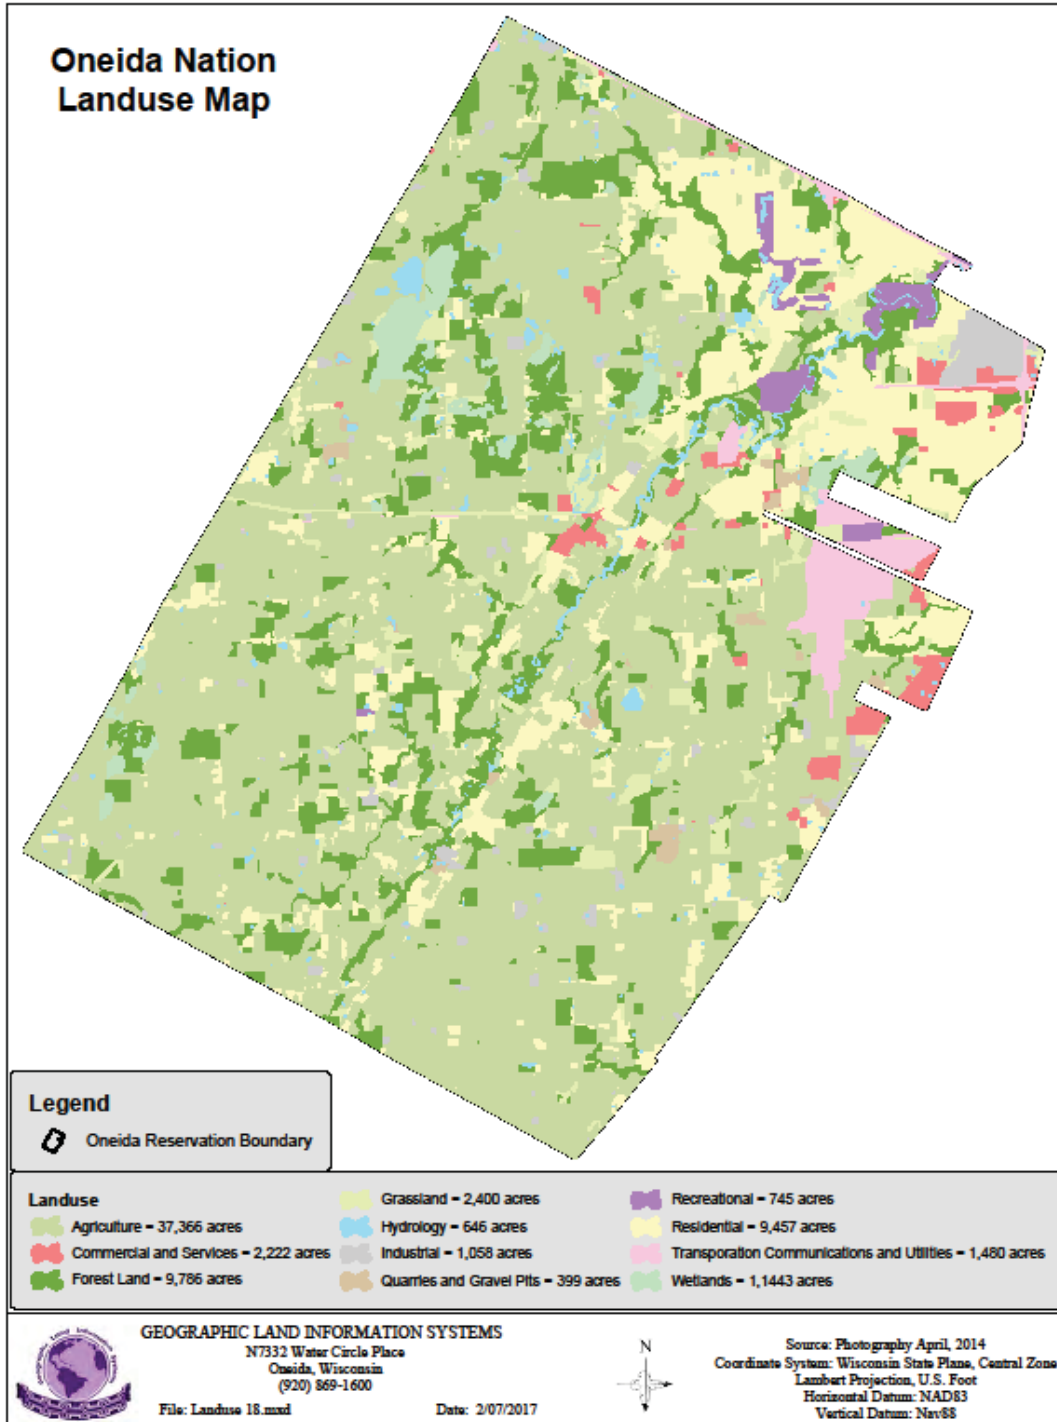 Oneida Nation
Landuse Map
Legend
Oneida Reservation Boundary
Landuse
Agriculture = 37,366 acres
Commercial and Services = 2,222 acres
Forest Land = 9,786 acres
Grassland = 2,400 acres
Hydrology = 646 acres
Industrial = 1,058 acres
Quarries and Gravel Pits = 399 acres
Recreational = 745 acres
Residential = 9,457 acres
Transporation Communications and Utilities = 1,480 acres
Wetlands = 1,1443 acres
GEOGRAPHIC LAND INFORMATION SYSTEMS
N7332 Water Circle Place
Oneida, Wisconsin
(920) 869-1600
File: Landuse 18.mxd
Date: 2/07/2017
N
Source: Photography April, 2014
Coordinate System: Wisconsin State Plane, Central Zone
Lambert Projection, U.S. Foot
Horizontal Datum: NAD83
Vertical Datum: Nav88